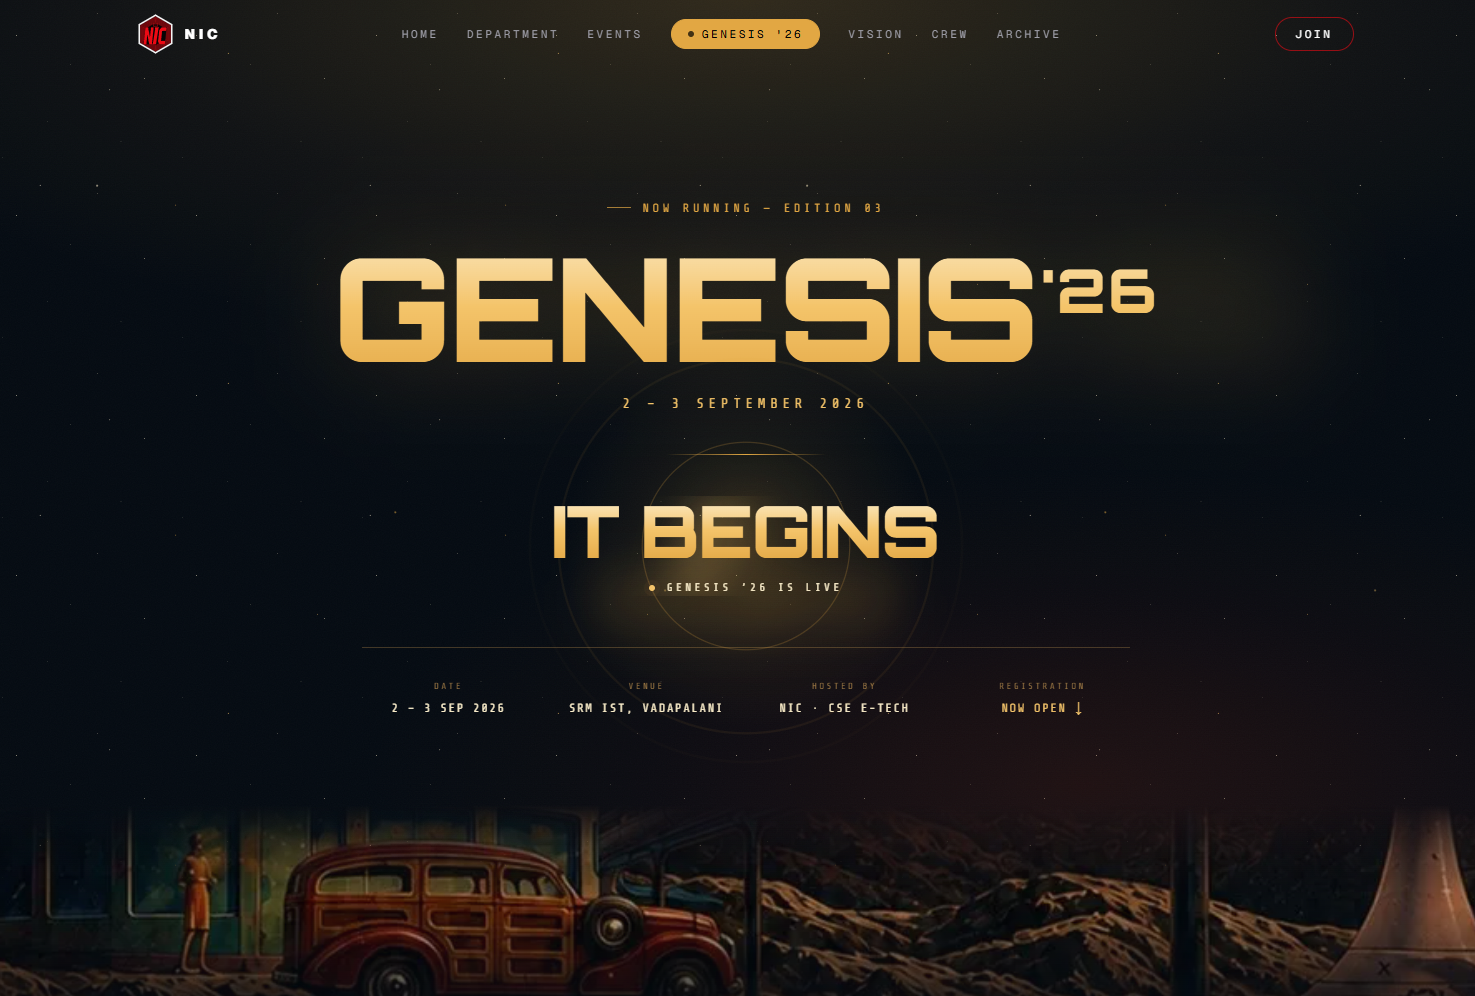 NIC NIC
HOME DEPARTMENT EVENTS GENESIS '26 VISION CREW ARCHIVE JOIN
NOW RUNNING — EDITION 03
GENESIS '26
2 – 3 SEPTEMBER 2026
IT BEGINS
GENESIS '26 IS LIVE
DATE VENUE HOSTED BY REGISTRATION
2 – 3 SEP 2026 SRM IST, VADAPALANI NIC · CSE E-TECH NOW OPEN ↓
X